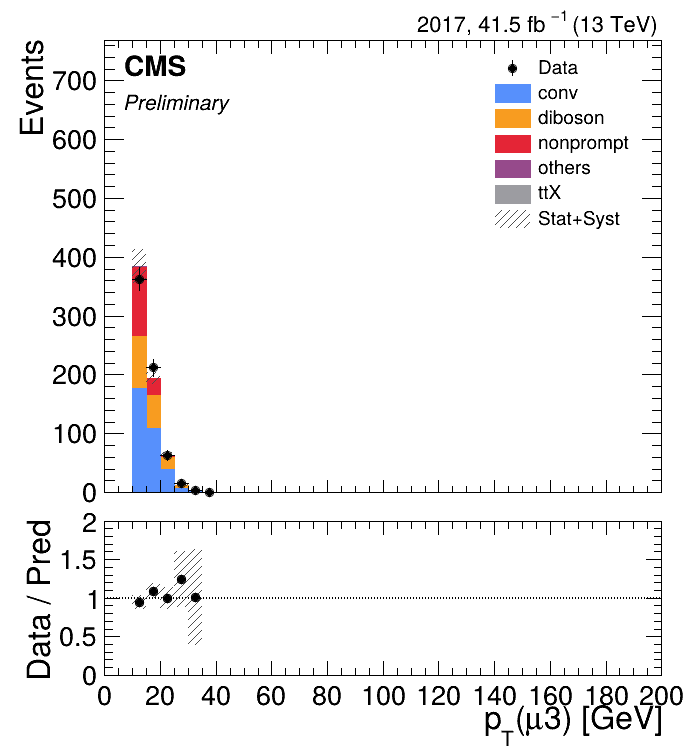 2017, 41.5 fb⁻¹ (13 TeV)
CMS
Preliminary
Events
700
600
500
400
300
200
100
0
Data
conv
diboson
nonprompt
others
ttX
Stat+Syst
Data / Pred
2
1.5
1
0.5
0
0 20 40 60 80 100 120 140 160 180 200
p_T(μ3) [GeV]